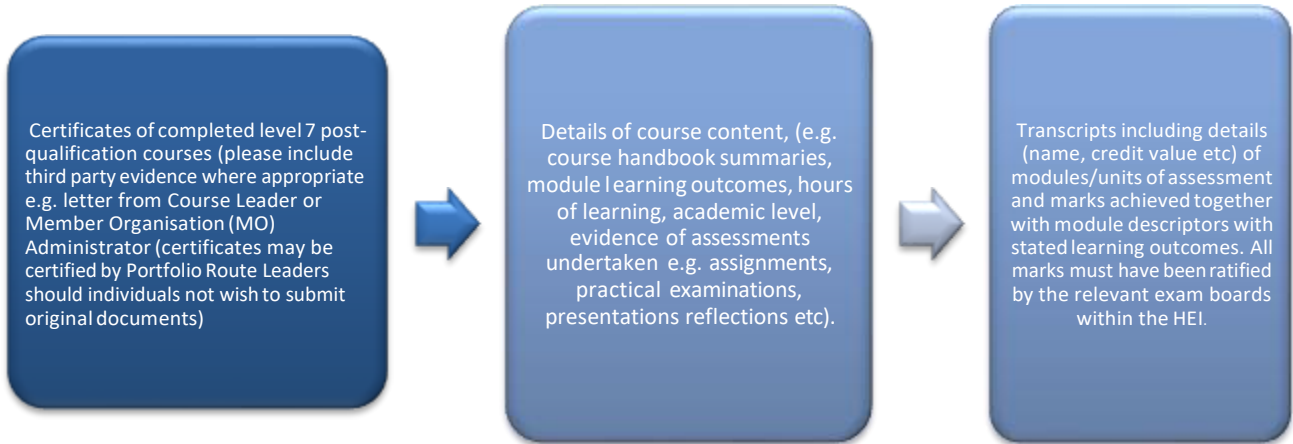 Certificates of completed level 7 post-
qualification courses (please include
third party evidence where appropriate
e.g. letter from Course Leader or
Member Organisation (MO)
Administrator (certificates may be
certified by Portfolio Route Leaders
should individuals not wish to submit
original documents)
Details of course content, (e.g.
course handbook summaries,
module learning outcomes, hours
of learning, academic level,
evidence of assessments
undertaken e.g. assignments,
practical examinations,
presentations reflections etc).
Transcripts including details
(name, credit value etc) of
modules/units of assessment
and marks achieved together
with module descriptors with
stated learning outcomes. All
marks must have been ratified
by the relevant exam boards
within the HEI.